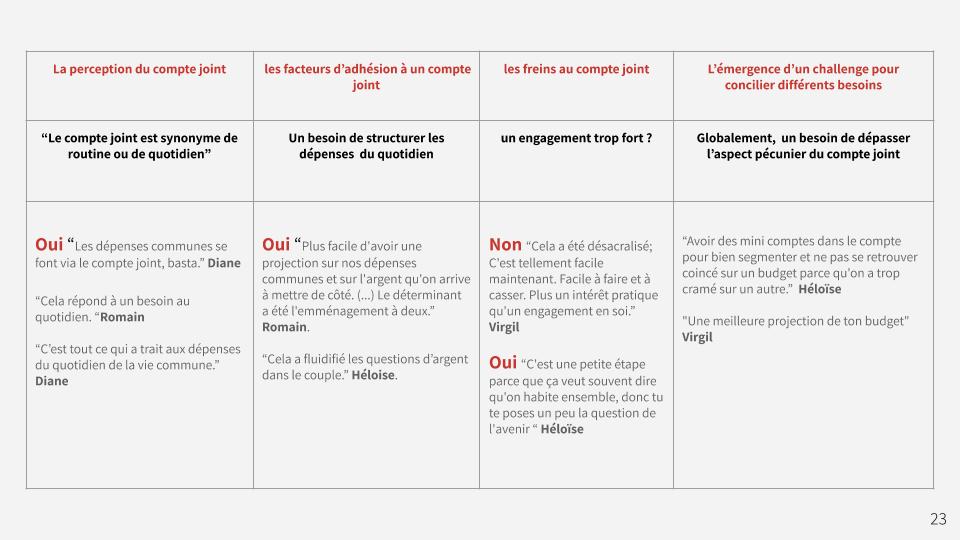 La perception du compte joint
les facteurs d'adhésion à un compte
joint
les freins au compte joint
L'émergence d'un challenge pour
concilier différents besoins
“Le compte joint est synonyme de
routine ou de quotidien”
Un besoin de structurer les
dépenses du quotidien
un engagement trop fort ?
Globalement, un besoin de dépasser
l'aspect pécunier du compte joint
Oui “Les dépenses communes se
font via le compte joint, basta.” Diane
“Cela répond à un besoin au
quotidien. “Romain
“C'est tout ce qui a trait aux dépenses
du quotidien de la vie commune.”
Diane
Oui “Plus facile d'avoir une
projection sur nos dépenses
communes et sur l'argent qu'on arrive
à mettre de côté. (...) Le déterminant
a été l'emménagement à deux.”
Romain.
“Cela a fluidifié les questions d'argent
dans le couple.” Héloise.
Non “Cela a été désacralisé;
C'est tellement facile
maintenant. Facile à faire et à
casser. Plus un intérêt pratique
qu'un engagement en soi.”
Virgil
Oui “C'est une petite étape
parce que ça veut souvent dire
qu'on habite ensemble, donc tu
te poses un peu la question de
l'avenir “ Héloïse
“Avoir des mini comptes dans le compte
pour bien segmenter et ne pas se retrouver
coincé sur un budget parce qu'on a trop
cramé sur un autre.” Héloïse
"Une meilleure projection de ton budget"
Virgil
23